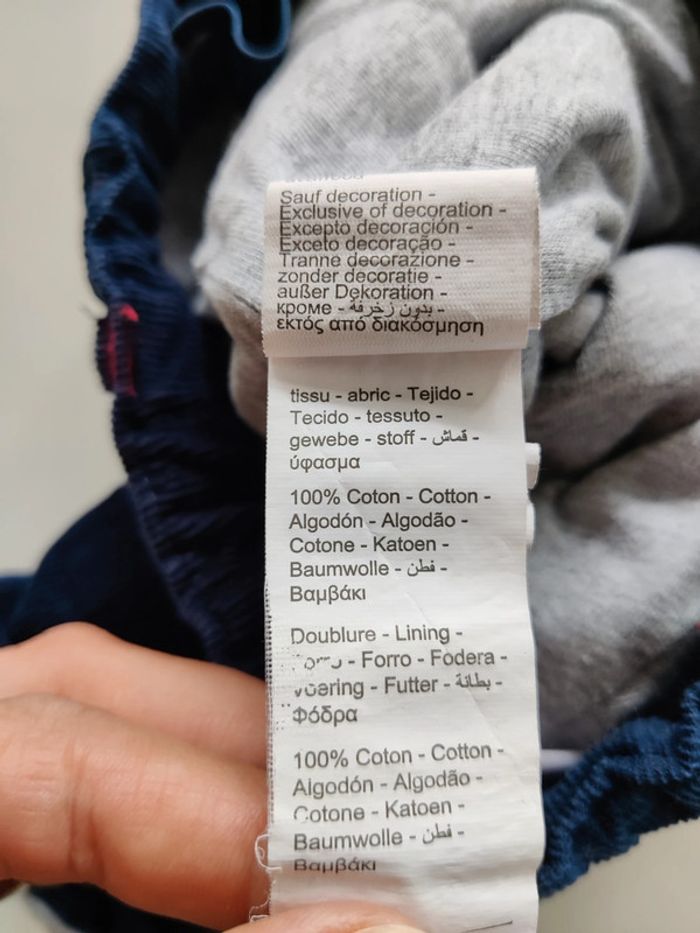 Sauf decoration -
Exclusive of decoration -
Excepto decoración -
Exceto decoração -
Tranne decorazione -
zonder decoratie -
außer Dekoration -
кроме - بدون زخرفة -
εκτός από διακόσμηση
tissu - abric - Tejido -
Tecido - tessuto -
gewebe - stoff - قماش -
ύφασμα
100% Coton - Cotton -
Algodón - Algodão -
Cotone - Katoen -
Baumwolle - قطن -
Βαμβάκι
Doublure - Lining -
- Forro - Fodera -
- Futter - بطانة -
Φόδρα
100% Coton - Cotton -
Algodón - Algodão -
Cotone - Katoen -
Baumwolle - قطن -
Βαμβάκι